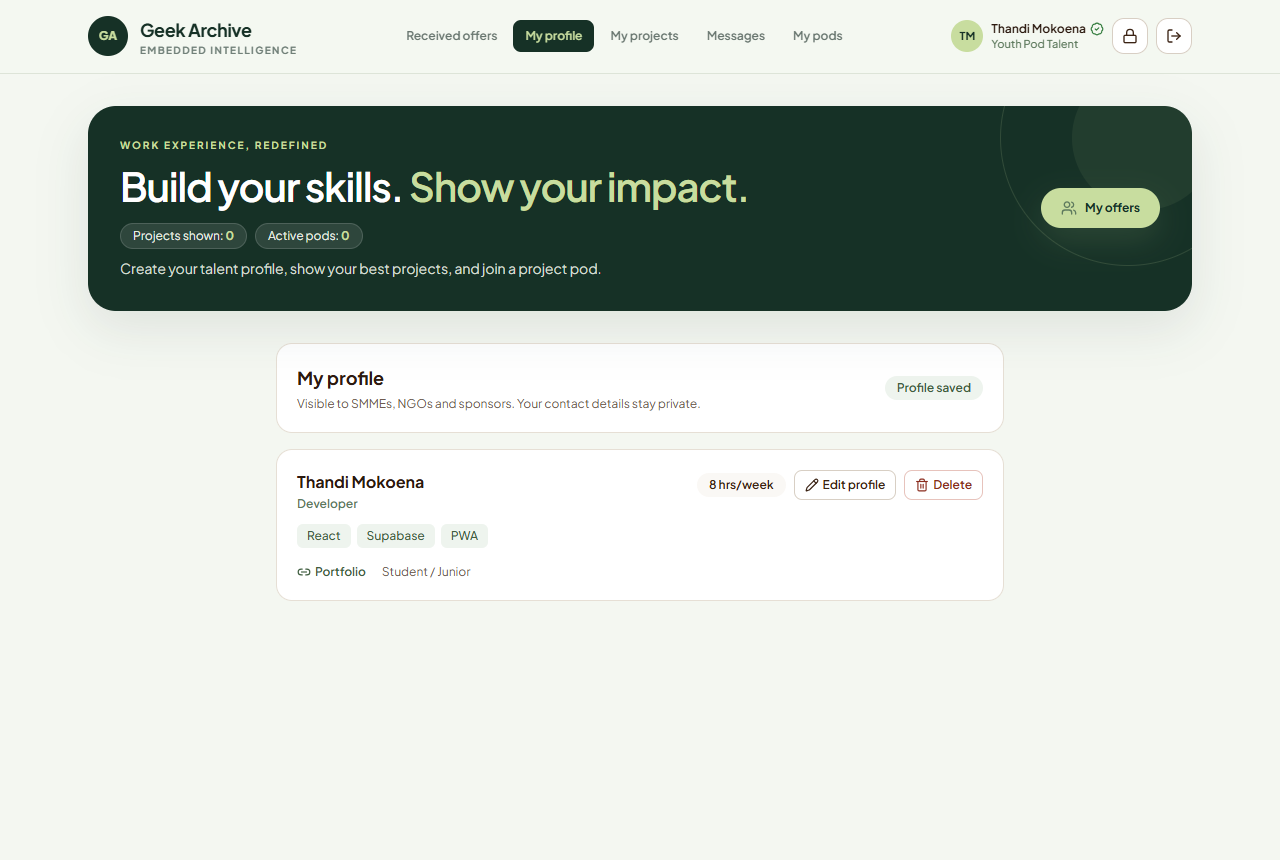 GA
Geek Archive
EMBEDDED INTELLIGENCE
Received offers
My profile
My projects
Messages
My pods
TM
Thandi Mokoena
Youth Pod Talent
WORK EXPERIENCE, REDEFINED
Build your skills. Show your impact.
Projects shown: 0
Active pods: 0
Create your talent profile, show your best projects, and join a project pod.
My offers
My profile
Visible to SMMEs, NGOs and sponsors. Your contact details stay private.
Profile saved
Thandi Mokoena
Developer
8 hrs/week
Edit profile
Delete
React
Supabase
PWA
Portfolio
Student / Junior